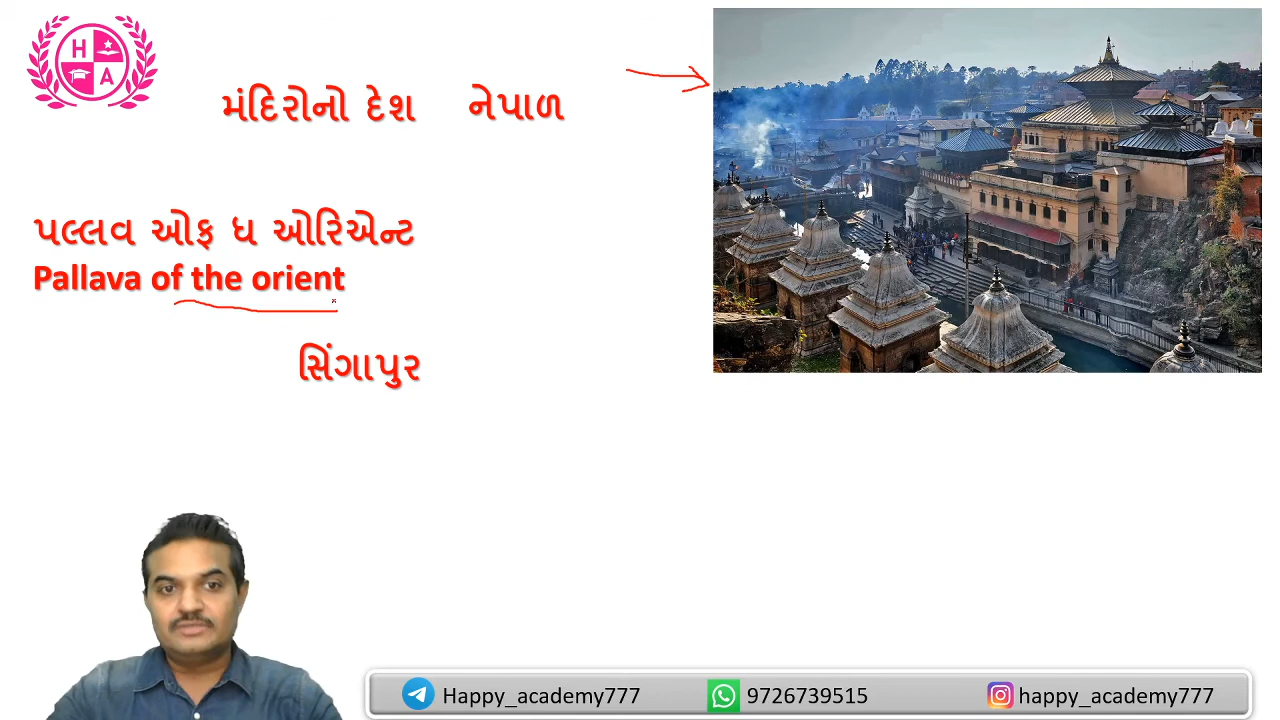 H
A
મંદિરોનો દેશ નેપાળ
પલ્લવ ઓફ ધ ઓરિએન્ટ
Pallava of the orient
સિંગાપુર
Happy_academy777 9726739515 happy_academy777